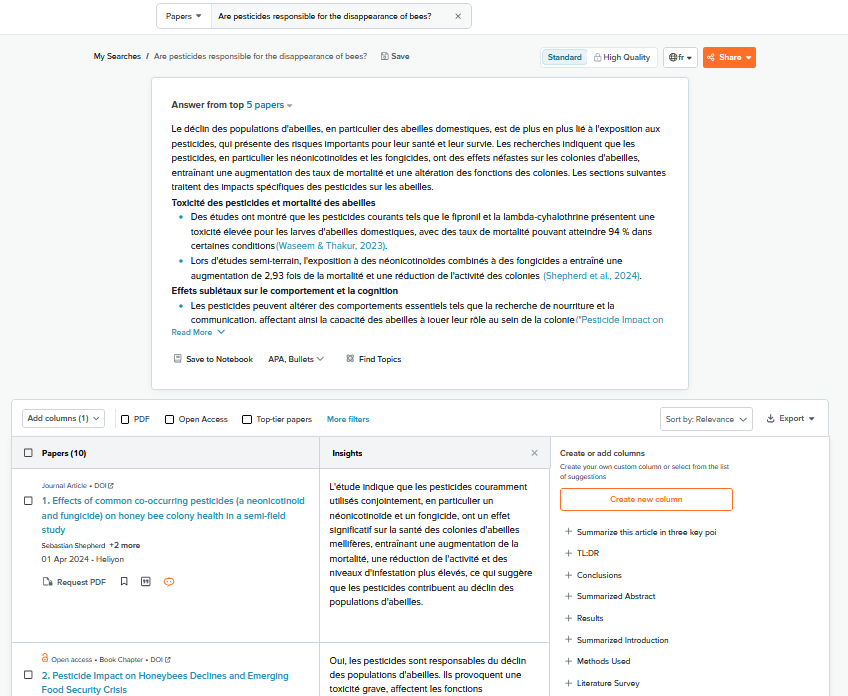 Papers Are pesticides responsible for the disappearance of bees?
My Searches / Are pesticides responsible for the disappearance of bees? Save
Standard High Quality fr Share
Answer from top 5 papers
Le déclin des populations d'abeilles, en particulier des abeilles domestiques, est de plus en plus lié à l'exposition aux
pesticides, qui présente des risques importants pour leur santé et leur survie. Les recherches indiquent que les
pesticides, en particulier les néonicotinoïdes et les fongicides, ont des effets néfastes sur les colonies d'abeilles,
entraînant une augmentation des taux de mortalité et une altération des fonctions des colonies. Les sections suivantes
traitent des impacts spécifiques des pesticides sur les abeilles.
Toxicité des pesticides et mortalité des abeilles
• Des études ont montré que les pesticides courants tels que le fipronil et la lambda-cyhalothrine présentent une
toxicité élevée pour les larves d'abeilles domestiques, avec des taux de mortalité pouvant atteindre 94 % dans
certaines conditions(Waseem & Thakur, 2023).
• Lors d'études semi-terrain, l'exposition à des néonicotinoïdes combinés à des fongicides a entraîné une
augmentation de 2,93 fois de la mortalité et une réduction de l'activité des colonies (Shepherd et al., 2024).
Effets sublétaux sur le comportement et la cognition
• Les pesticides peuvent altérer des comportements essentiels tels que la recherche de nourriture et la
communication, affectant ainsi la capacité des abeilles à jouer leur rôle au sein de la colonie("Pesticide Impact on
Read More
Save to Notebook APA, Bullets Find Topics
Add columns (1) PDF Open Access Top-tier papers More filters Sort by: Relevance Export
Papers (10)
Insights
Journal Article • DOI
1. Effects of common co-occurring pesticides (a neonicotinoid
and fungicide) on honey bee colony health in a semi-field
study
Sebastian Shepherd +2 more
01 Apr 2024 - Heliyon
Request PDF
L'étude indique que les pesticides couramment
utilisés conjointement, en particulier un
néonicotinoïde et un fongicide, ont un effet
significatif sur la santé des colonies d'abeilles
mellifères, entraînant une augmentation de la
mortalité, une réduction de l'activité et des
niveaux d'infestation plus élevés, ce qui suggère
que les pesticides contribuent au déclin des
populations d'abeilles.
Open access • Book Chapter • DOI
2. Pesticide Impact on Honeybees Declines and Emerging
Food Security Crisis
Oui, les pesticides sont responsables du déclin
des populations d'abeilles. Ils provoquent une
toxicité grave, affectent les fonctions
Create or add columns
Create your own custom column or select from the list
of suggestions
Create new column
+ Summarize this article in three key poi
+ TL;DR
+ Conclusions
+ Summarized Abstract
+ Results
+ Summarized Introduction
+ Methods Used
+ Literature Survey